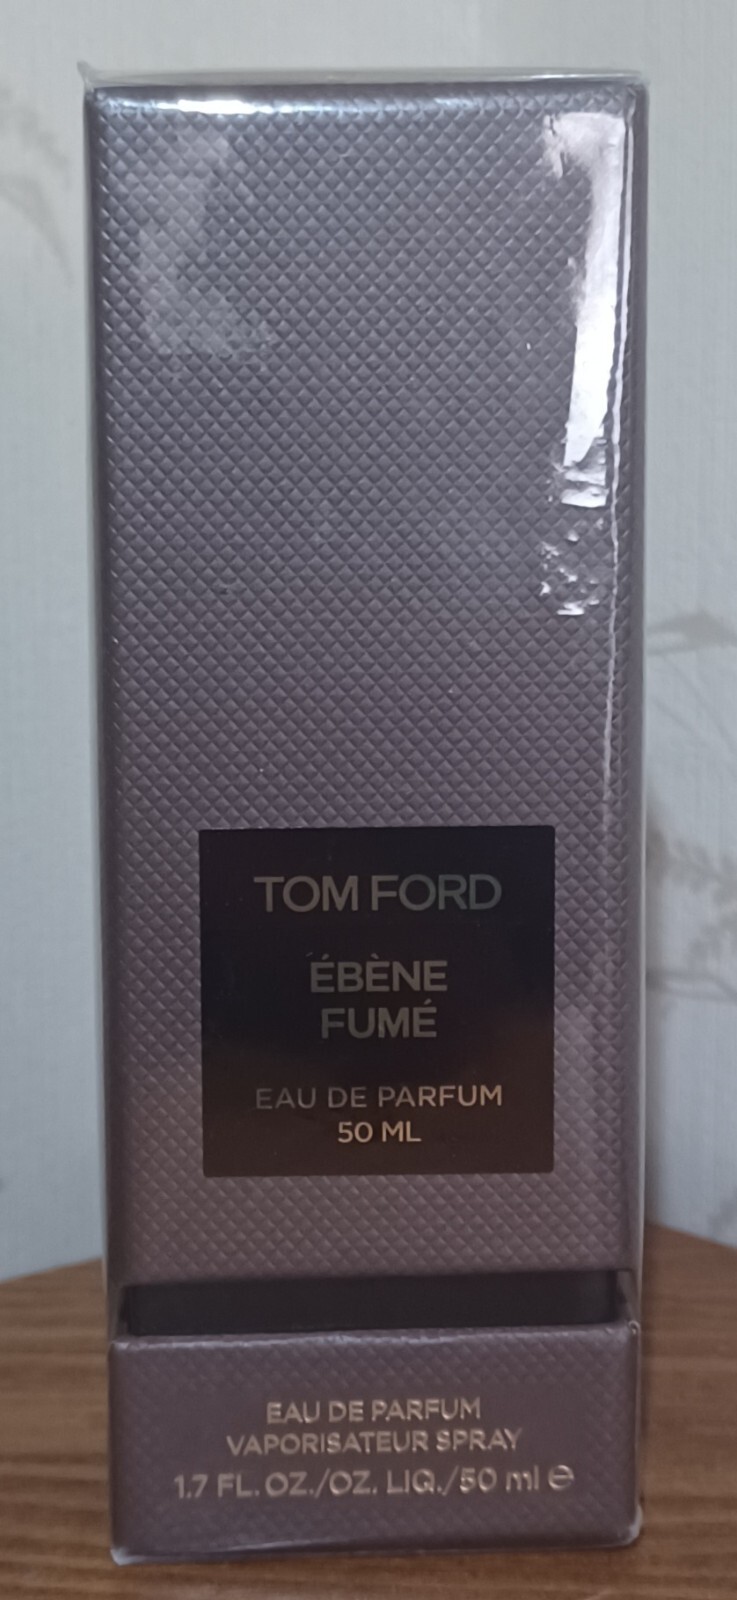 TOM FORD
ÉBÈNE
FUMÉ
EAU DE PARFUM
50 ML
EAU DE PARFUM
VAPORISATEUR SPRAY
1.7 FL. OZ./OZ. LIQ./50 ml ℮